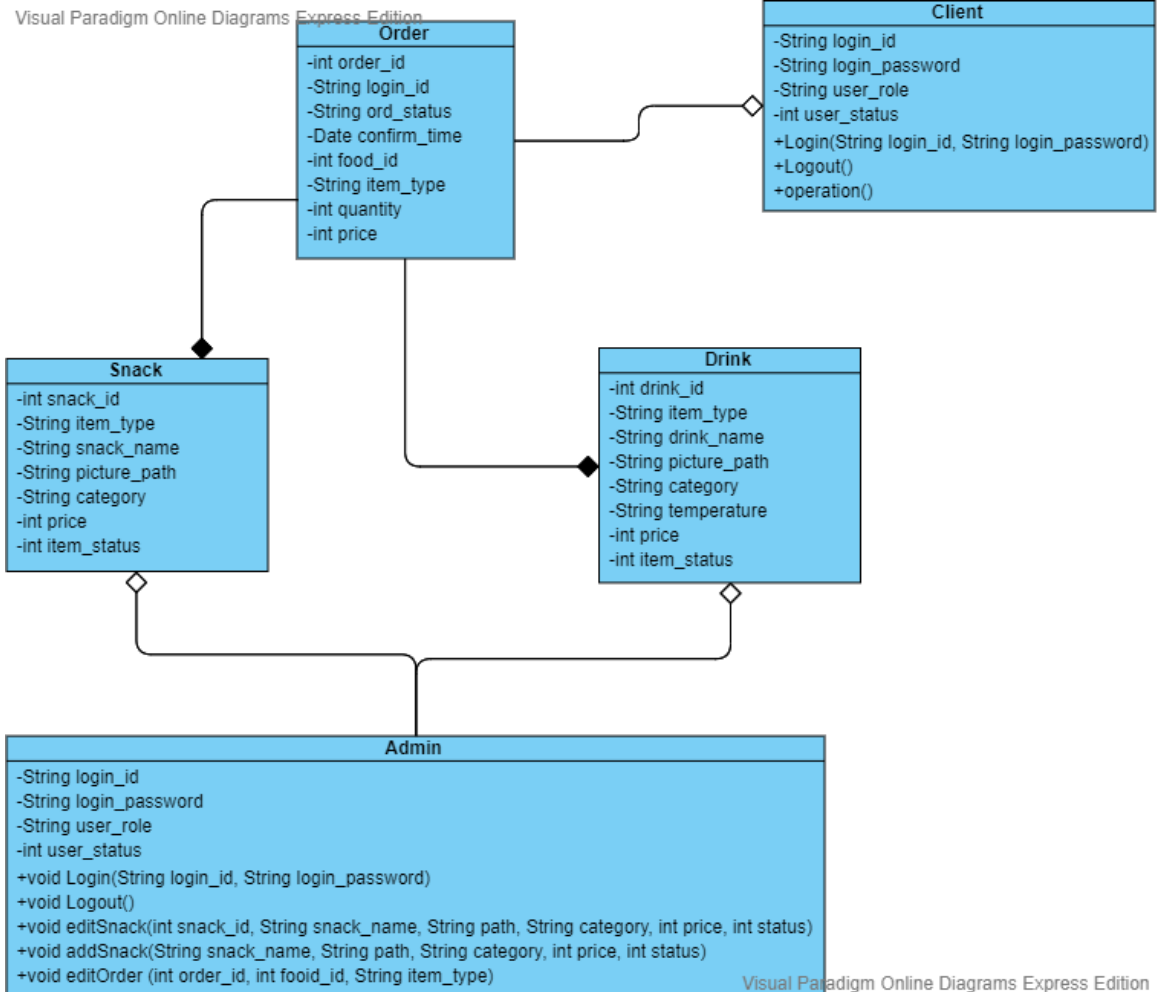 Visual Paradigm Online Diagrams Express Edition
Order
-int order_id
-String login_id
-String ord_status
-Date confirm_time
-int food_id
-String item_type
-int quantity
-int price
Client
-String login_id
-String login_password
-String user_role
-int user_status
+Login(String login_id, String login_password)
+Logout()
+operation()
Snack
-int snack_id
-String item_type
-String snack_name
-String picture_path
-String category
-int price
-int item_status
Drink
-int drink_id
-String item_type
-String drink_name
-String picture_path
-String category
-String temperature
-int price
-int item_status
Admin
-String login_id
-String login_password
-String user_role
-int user_status
+void Login(String login_id, String login_password)
+void Logout()
+void editSnack(int snack_id, String snack_name, String path, String category, int price, int status)
+void addSnack(String snack_name, String path, String category, int price, int status)
+void editOrder (int order_id, int fooid_id, String item_type)
Visual Paradigm Online Diagrams Express Edition